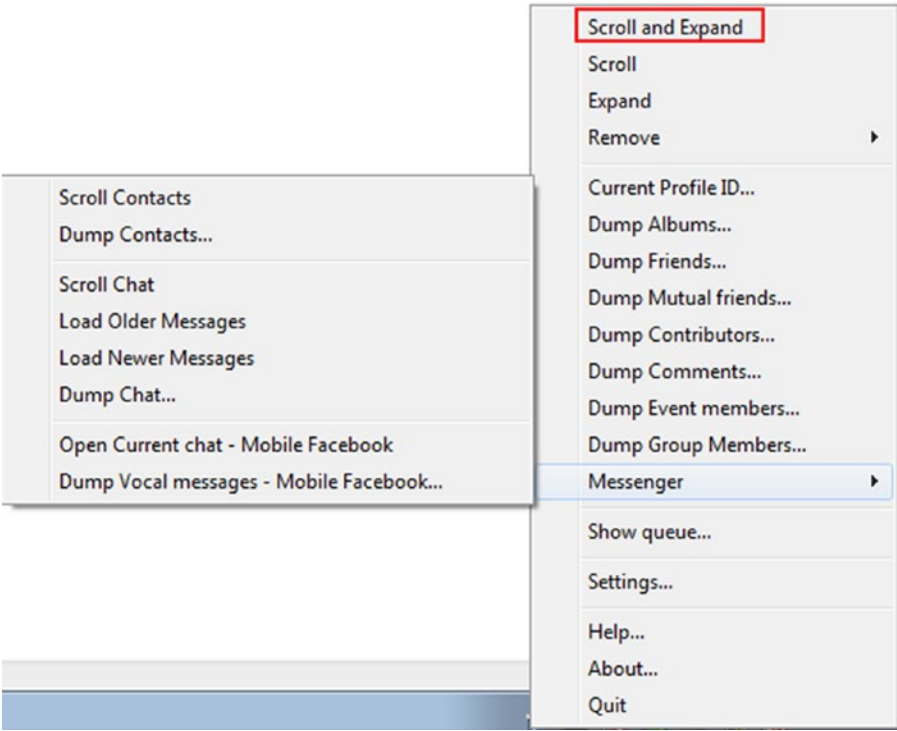 Scroll and Expand
Scroll
Expand
Remove
Current Profile ID...
Dump Albums...
Dump Friends...
Dump Mutual friends...
Dump Contributors...
Dump Comments...
Dump Event members...
Dump Group Members...
Messenger
Show queue...
Settings...
Help...
About...
Quit
Scroll Contacts
Dump Contacts...
Scroll Chat
Load Older Messages
Load Newer Messages
Dump Chat...
Open Current chat - Mobile Facebook
Dump Vocal messages - Mobile Facebook...